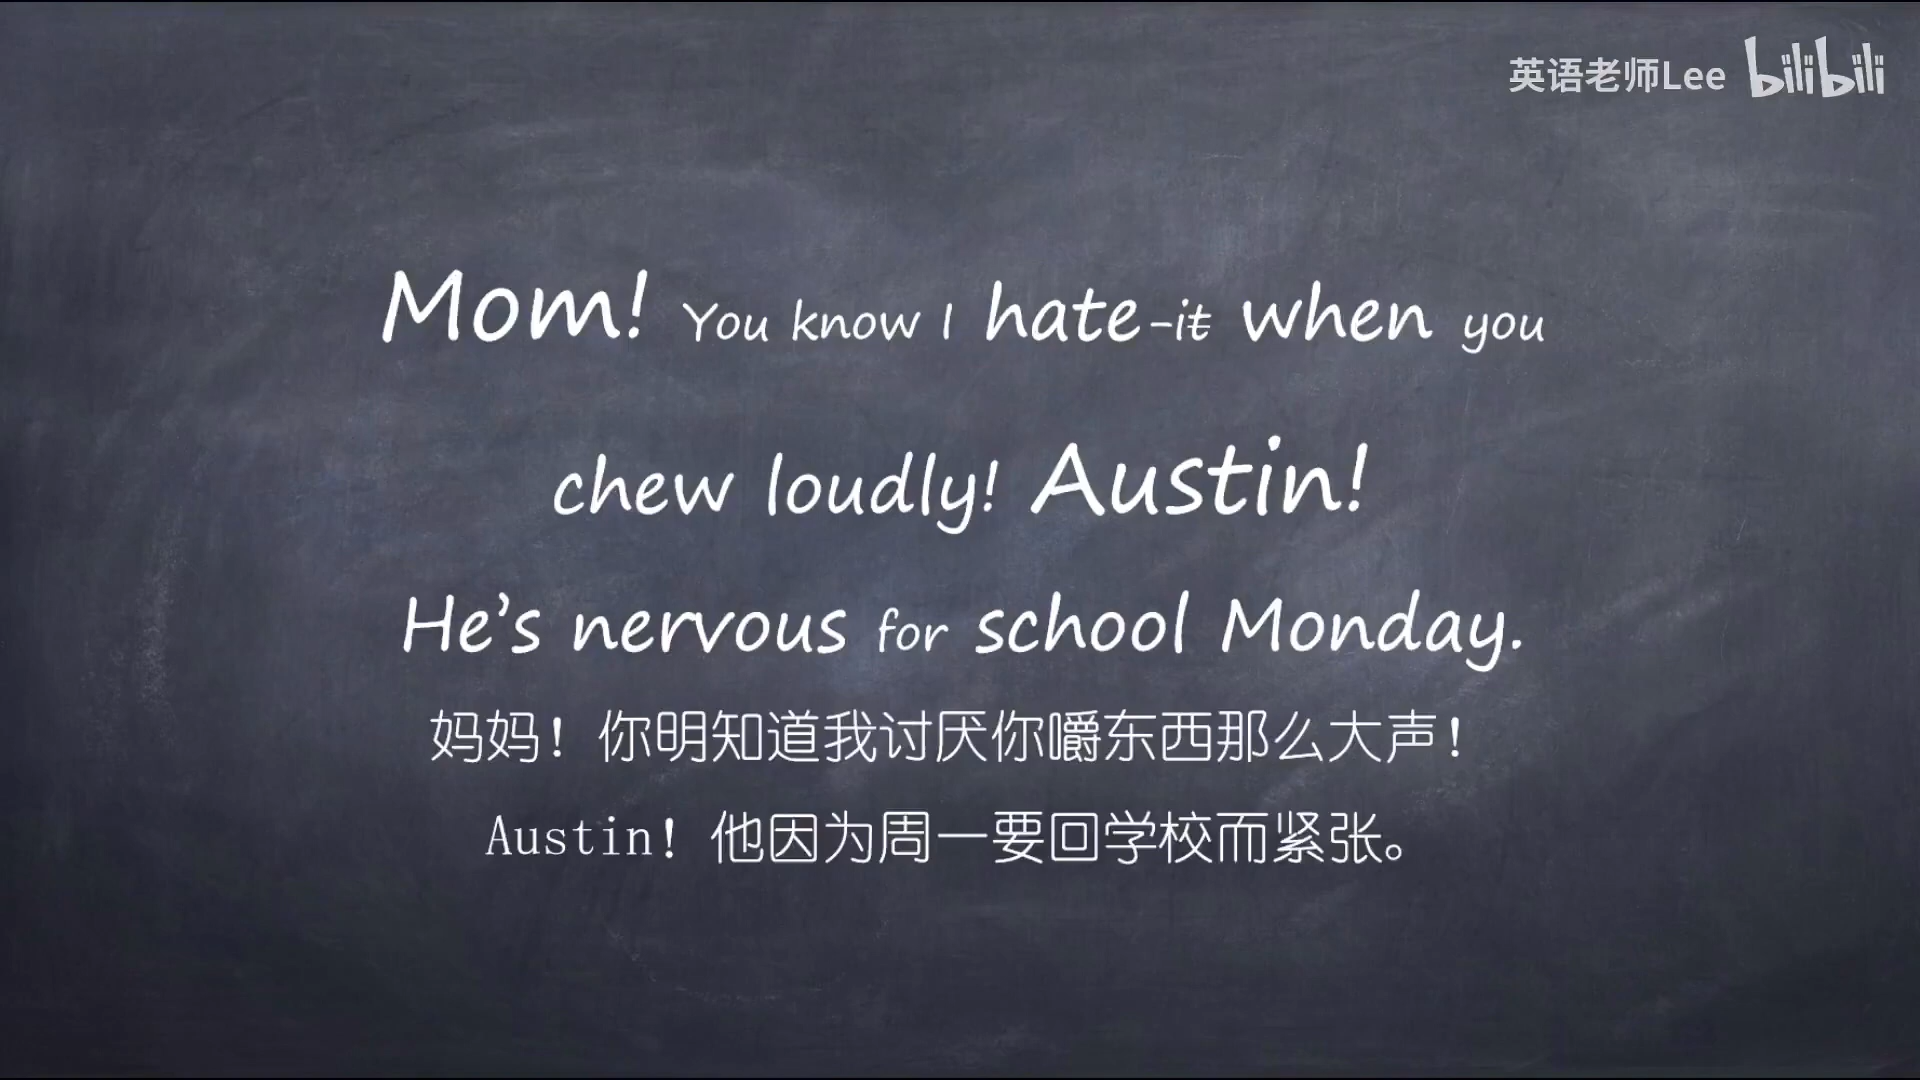 英语老师Lee bilibili
Mom! You know I hate-it when you
chew loudly! Austin!
He's nervous for school Monday.
妈妈！你明知道我讨厌你嚼东西那么大声！
Austin！他因为周一要回学校而紧张。